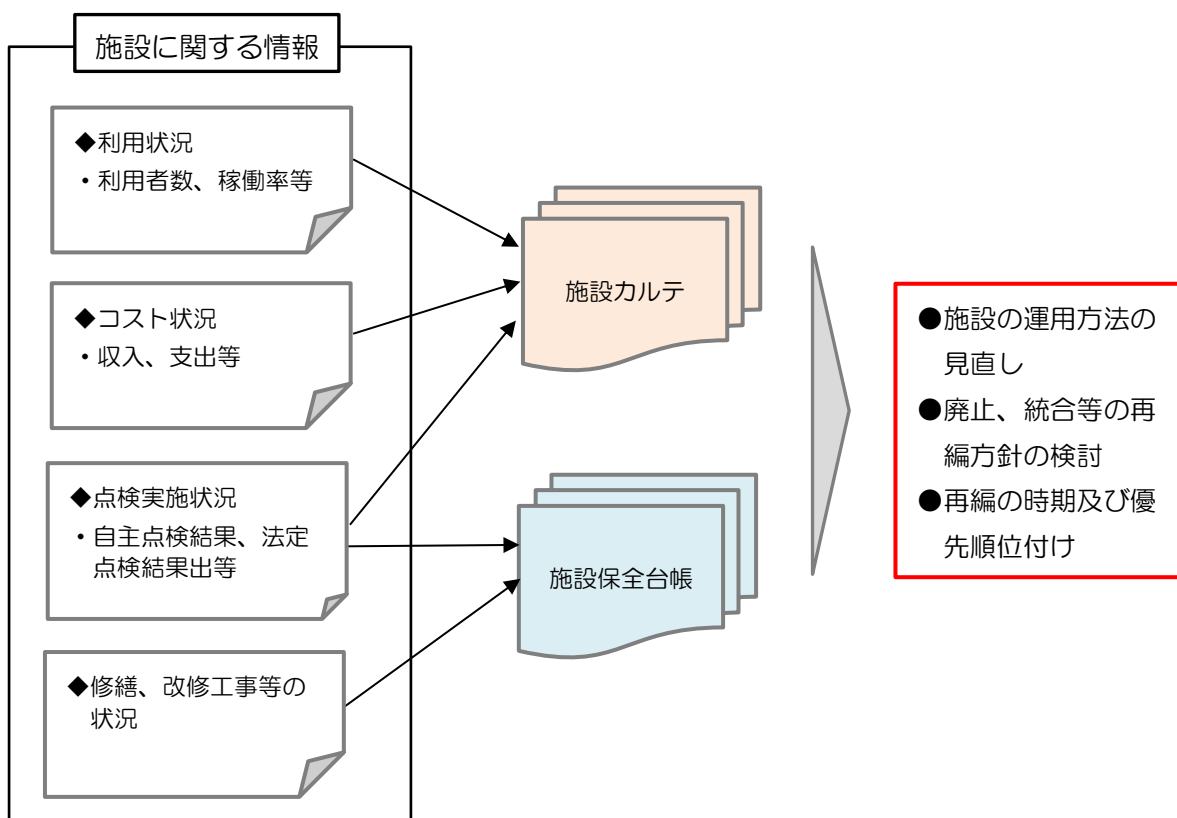 施設に関する情報
◆利用状況
・利用者数、稼働率等
◆コスト状況
・収入、支出等
◆点検実施状況
・自主点検結果、法定
点検結果出等
◆修繕、改修工事等の
状況
施設カルテ
施設保全台帳
●施設の運用方法の
見直し
●廃止、統合等の再
編方針の検討
●再編の時期及び優
先順位付け